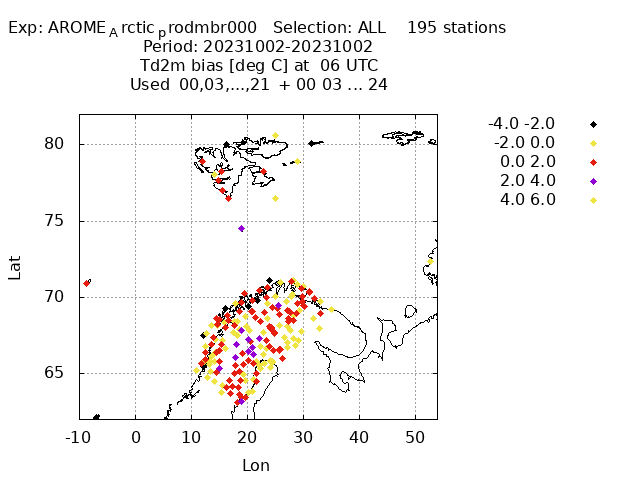 Exp: AROME_Arctic_prodmbr000 Selection: ALL 195 stations
Period: 20231002-20231002
Td2m bias [deg C] at 06 UTC
Used 00,03,...,21 + 00 03 ... 24
-4.0 -2.0
-2.0 0.0
0.0 2.0
2.0 4.0
4.0 6.0
80
75
70
65
Lat
-10 0 10 20 30 40 50
Lon